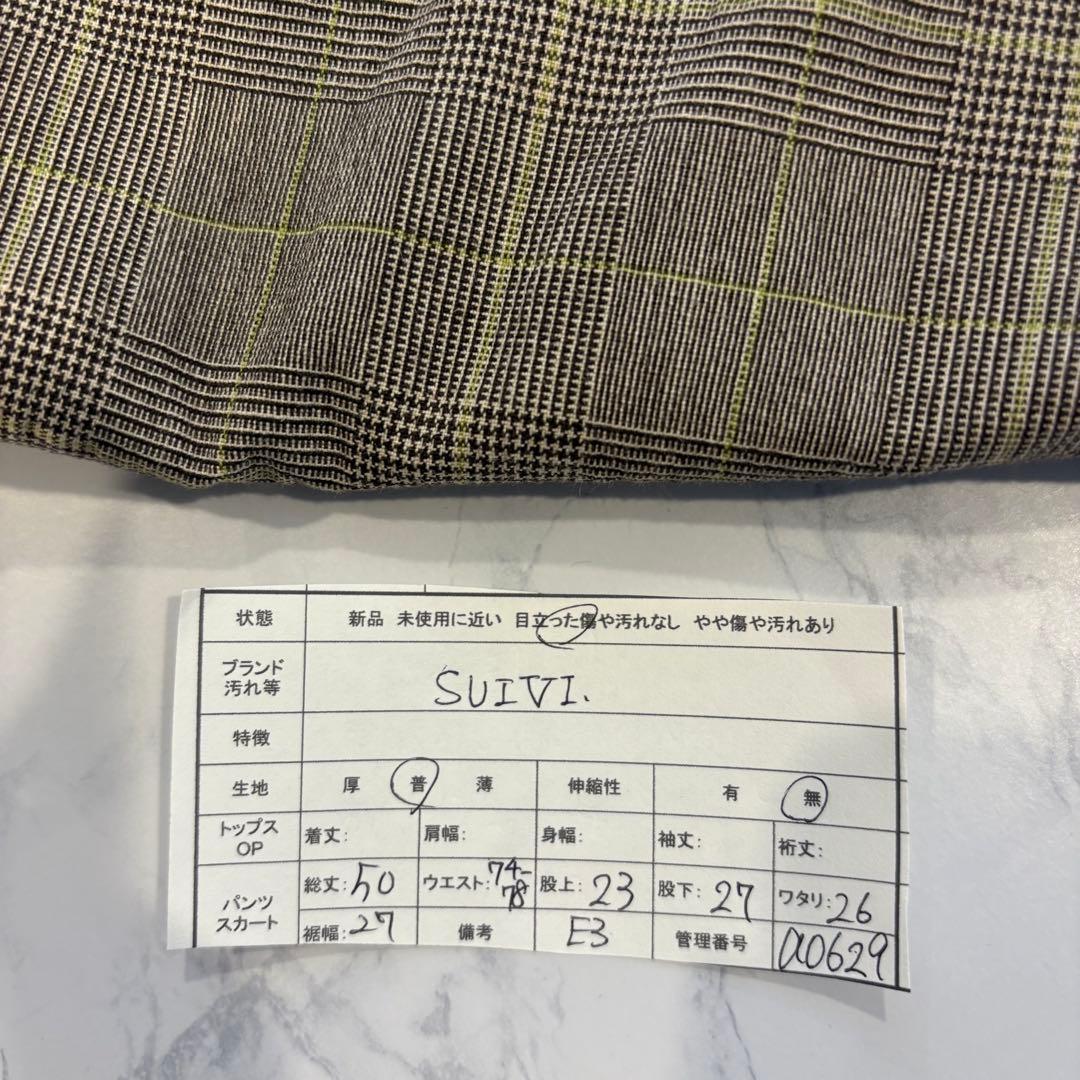 状態 新品 未使用に近い 目立った傷や汚れなし やや傷や汚れあり
ブランド
汚れ等
SUIVI.
特徴
生地 厚 普 薄 伸縮性 有 無
トップス
OP
着丈: 肩幅: 身幅: 袖丈: 裄丈:
パンツ
スカート
総丈:50 ウエスト:74-78 股上:23 股下:27 ワタリ:26
裾幅:27 備考 E3 管理番号 a0629